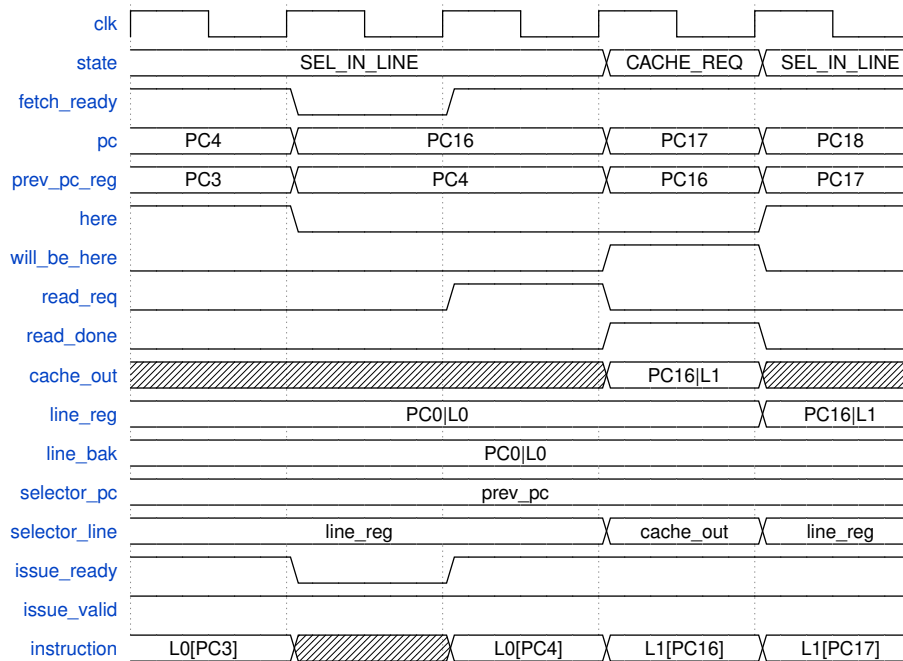 clk
state SEL_IN_LINE CACHE_REQ SEL_IN_LINE
fetch_ready
pc PC4 PC16 PC17 PC18
prev_pc_reg PC3 PC4 PC16 PC17
here
will_be_here
read_req
read_done
cache_out PC16|L1
line_reg PC0|L0 PC16|L1
line_bak PC0|L0
selector_pc prev_pc
selector_line line_reg cache_out line_reg
issue_ready
issue_valid
instruction L0[PC3] L0[PC4] L1[PC16] L1[PC17]